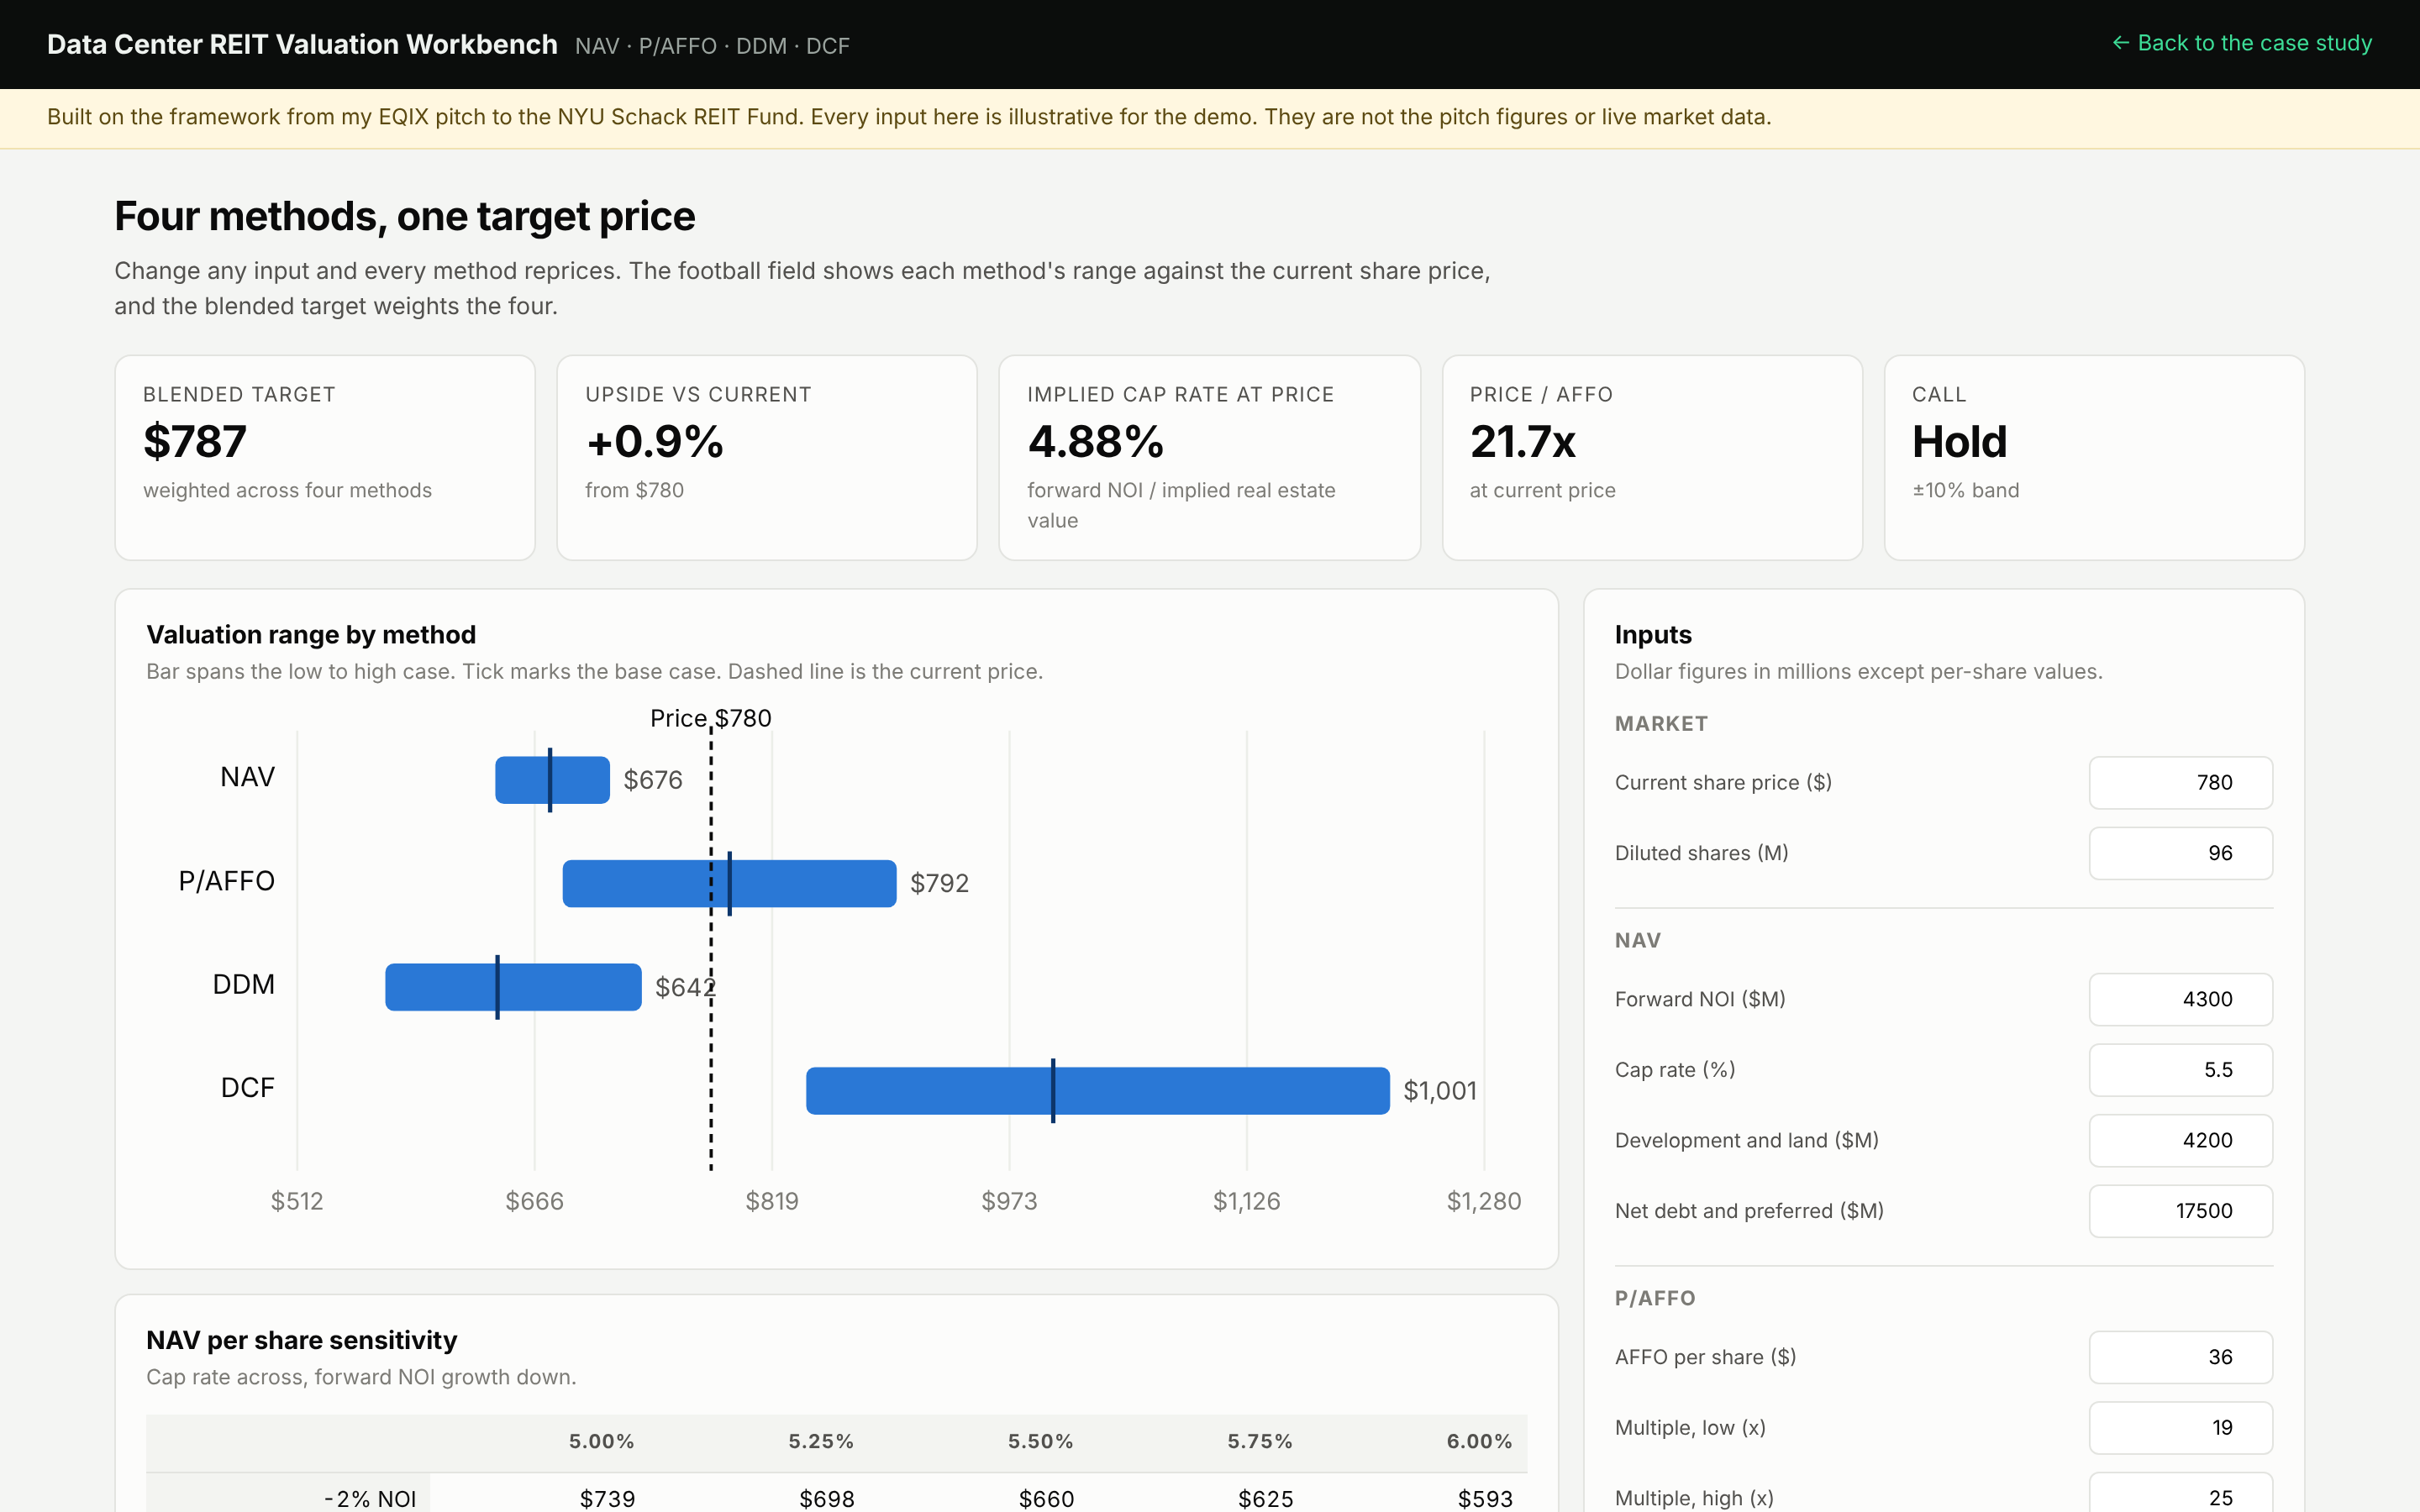 Data Center REIT Valuation Workbench NAV · P/AFFO · DDM · DCF
← Back to the case study
Built on the framework from my EQIX pitch to the NYU Schack REIT Fund. Every input here is illustrative for the demo. They are not the pitch figures or live market data.
Four methods, one target price
Change any input and every method reprices. The football field shows each method's range against the current share price,
and the blended target weights the four.
BLENDED TARGET
$787
weighted across four methods
UPSIDE VS CURRENT
+0.9%
from $780
IMPLIED CAP RATE AT PRICE
4.88%
forward NOI / implied real estate
value
PRICE / AFFO
21.7x
at current price
CALL
Hold
±10% band
Valuation range by method
Bar spans the low to high case. Tick marks the base case. Dashed line is the current price.
Price $780
NAV $676
P/AFFO $792
DDM $642
DCF $1,001
$512 $666 $819 $973 $1,126 $1,280
NAV per share sensitivity
Cap rate across, forward NOI growth down.
5.00% 5.25% 5.50% 5.75% 6.00%
-2% NOI $739 $698 $660 $625 $593
Inputs
Dollar figures in millions except per-share values.
MARKET
Current share price ($) 780
Diluted shares (M) 96
NAV
Forward NOI ($M) 4300
Cap rate (%) 5.5
Development and land ($M) 4200
Net debt and preferred ($M) 17500
P/AFFO
AFFO per share ($) 36
Multiple, low (x) 19
Multiple, high (x) 25